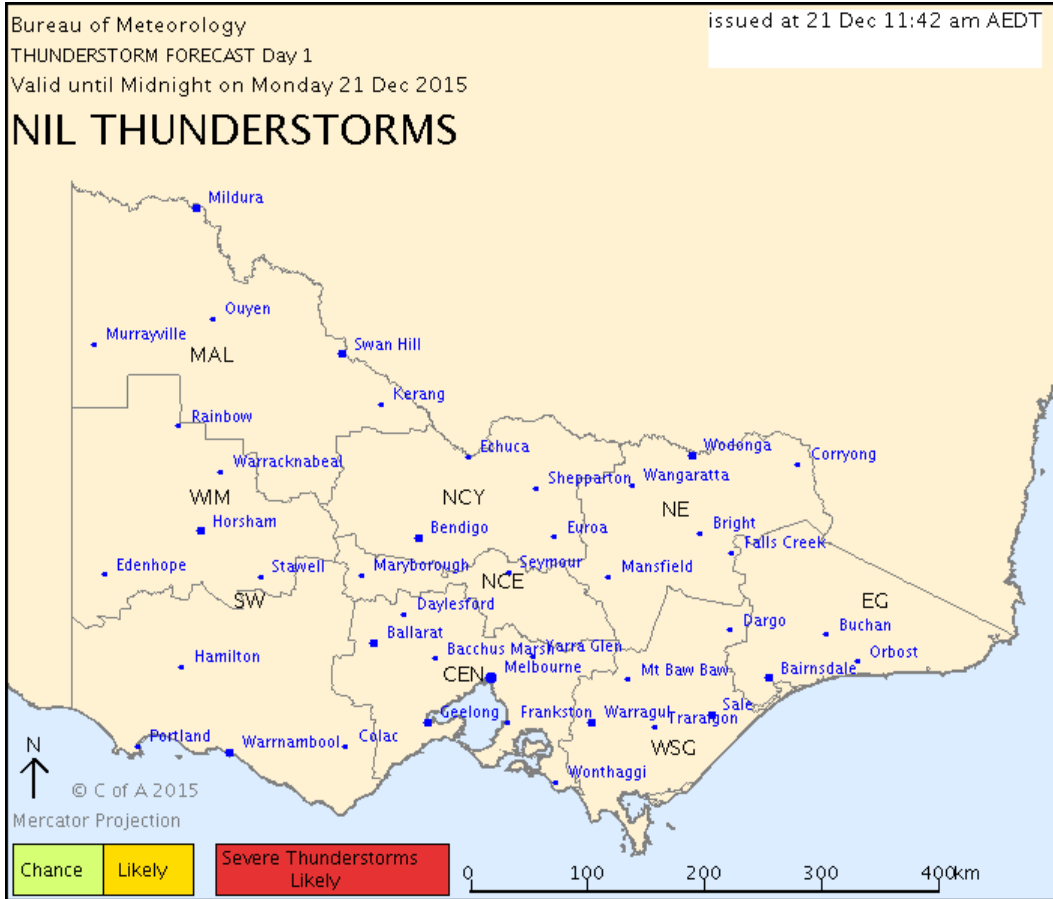 Bureau of Meteorology
issued at 21 Dec 11:42 am AEDT
THUNDERSTORM FORECAST Day 1
Valid until Midnight on Monday 21 Dec 2015
NIL THUNDERSTORMS
Mildura
Ouyen
Murrayville
MAL
Swan Hill
Kerang
Rainbow
Echuca
Wodonga
Corryong
Warracknabeal
Shepparton
Wangaratta
WIM
NCY
NE
Horsham
Bendigo
Euroa
Bright
Falls Creek
Edenhope
Stawell
Maryborough
Seymour
Mansfield
NCE
SW
EG
Daylesford
Dargo
Buchan
Ballarat
Bacchus Marsh
Yarra Glen
Orbost
Hamilton
CEN
Melbourne
Mt Baw Baw
Bairnsdale
Geelong
Frankston
Warragul
Traralgon
Sale
WSG
Portland
Warrnambool
Colac
Wonthaggi
N
© C of A 2015
Mercator Projection
Chance
Likely
Severe Thunderstorms
Likely
0 100 200 300 400km